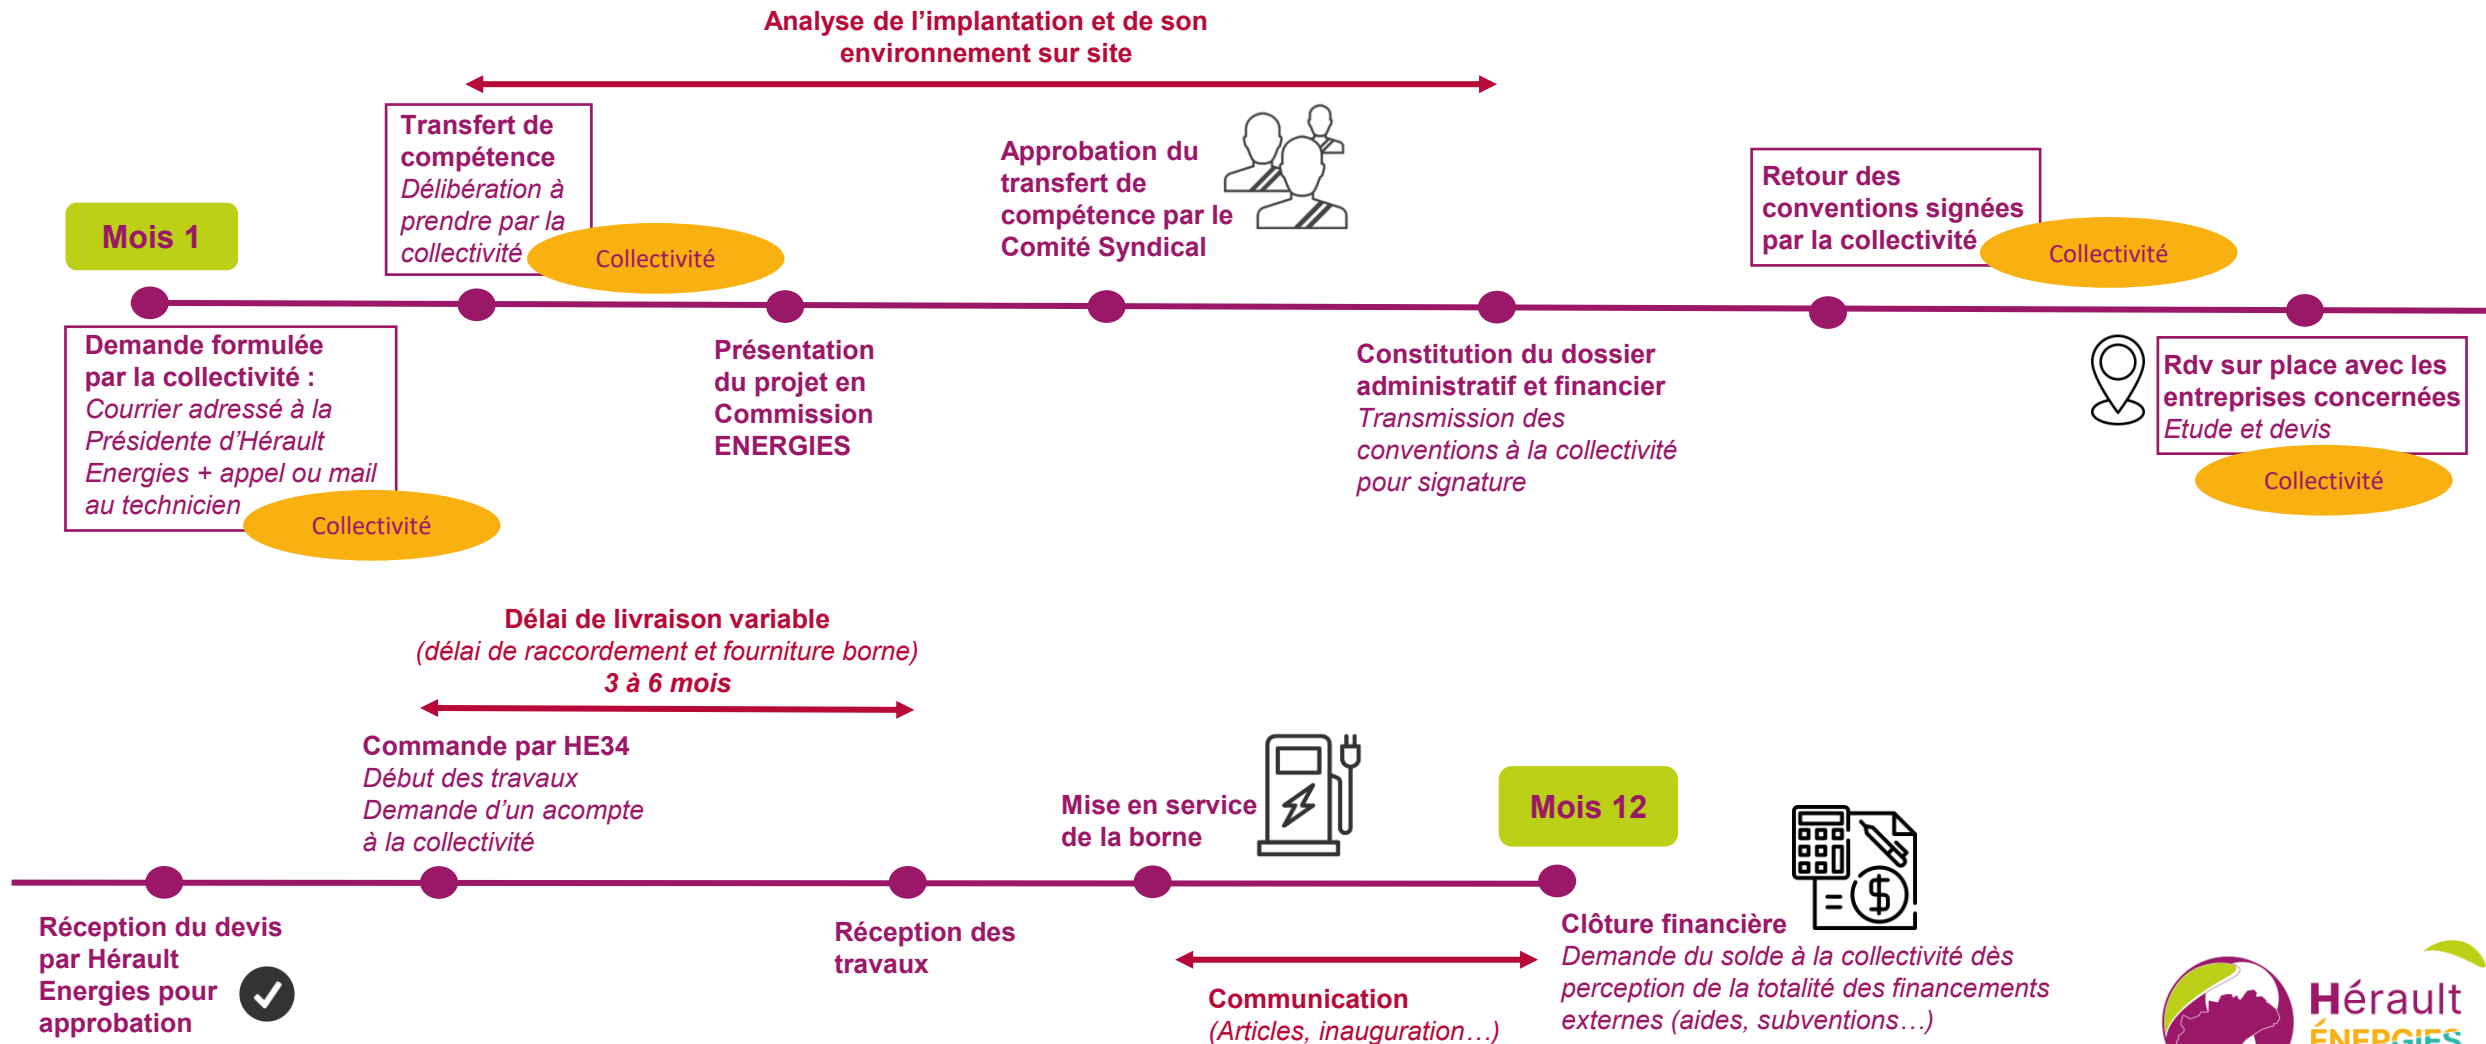 Analyse de l’implantation et de son
environnement sur site
Transfert de
compétence
Délibération à
prendre par la
collectivité
Collectivité
Approbation du
transfert de
compétence par le
Comité Syndical
Retour des
conventions signées
par la collectivité
Collectivité
Mois 1
Demande formulée
par la collectivité :
Courrier adressé à la
Présidente d’Hérault
Energies + appel ou mail
au technicien
Collectivité
Présentation
du projet en
Commission
ENERGIES
Constitution du dossier
administratif et financier
Transmission des
conventions à la collectivité
pour signature
Rdv sur place avec les
entreprises concernées
Etude et devis
Collectivité
Délai de livraison variable
(délai de raccordement et fourniture borne)
3 à 6 mois
Commande par HE34
Début des travaux
Demande d’un acompte
à la collectivité
Mise en service
de la borne
Mois 12
Réception du devis
par Hérault
Energies pour
approbation
Réception des
travaux
Communication
(Articles, inauguration…)
Clôture financière
Demande du solde à la collectivité dès
perception de la totalité des financements
externes (aides, subventions…)
Hérault
ÉNERGIES